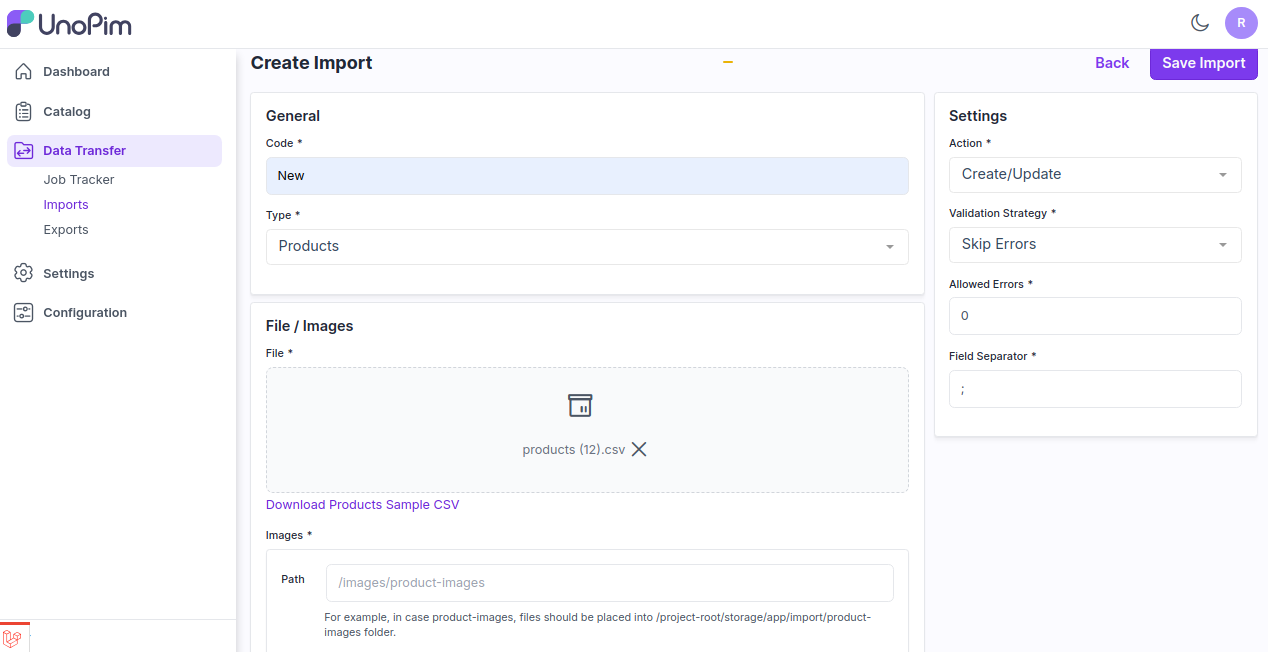 UnoPim
R
Dashboard
Catalog
Data Transfer
Job Tracker
Imports
Exports
Settings
Configuration
Create Import
Back
Save Import
General
Code *
New
Type *
Products
File / Images
File *
products (12).csv
Download Products Sample CSV
Images *
Path
/images/product-images
For example, in case product-images, files should be placed into /project-root/storage/app/import/product-
images folder.
Settings
Action *
Create/Update
Validation Strategy *
Skip Errors
Allowed Errors *
0
Field Separator *
;